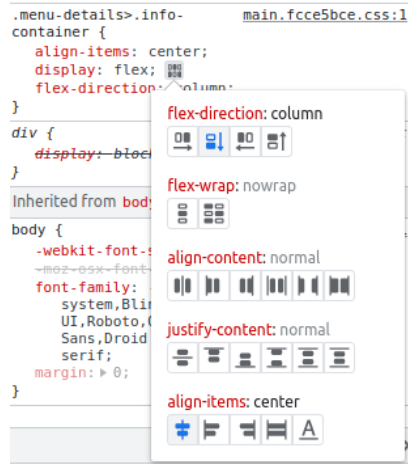 .menu-details>.info-
main.fcce5bce.css:1
container {
align-items: center;
display: flex;
flex-direction: column;
}
div {
display: bloc
}
Inherited from body
body {
-webkit-font-s
-moz-osx-font
font-family:
system,Blin
UI,Roboto,
Sans,Droid
serif;
margin: 0;
}
flex-direction: column
flex-wrap: nowrap
align-content: normal
justify-content: normal
align-items: center
A